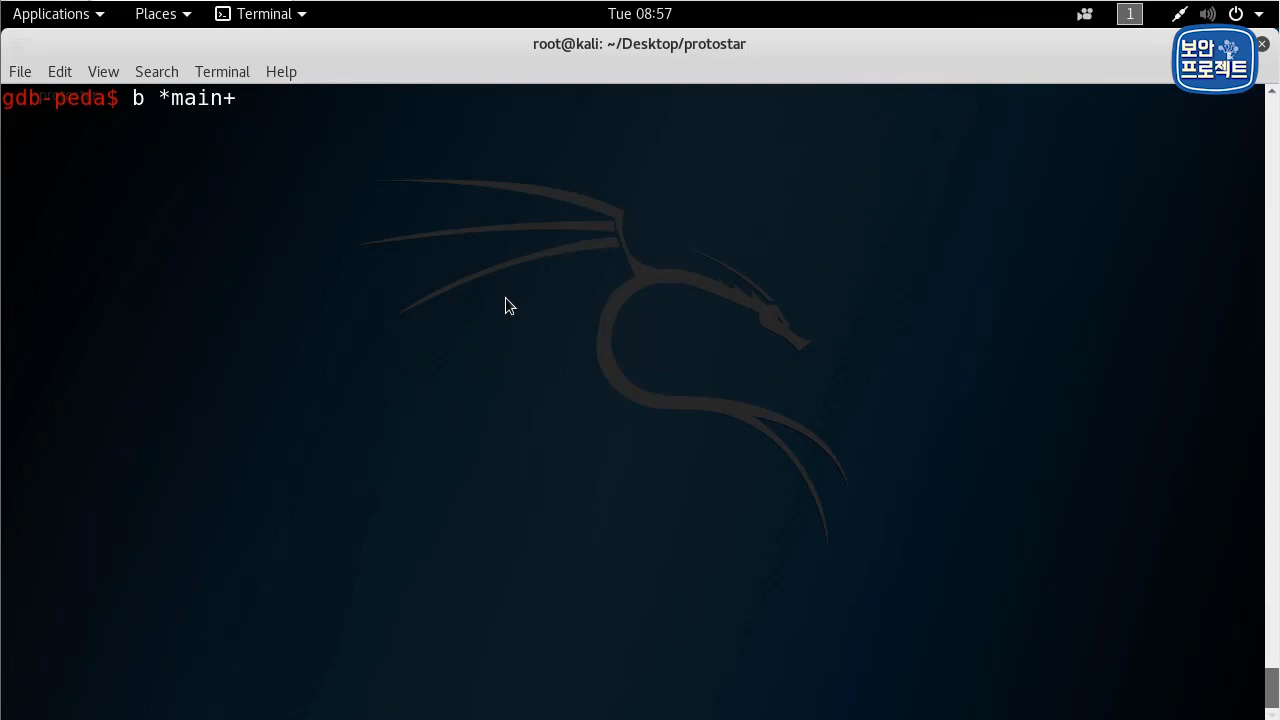 Applications Places Terminal Tue 08:57 1
root@kali: ~/Desktop/protostar
File Edit View Search Terminal Help
보안
프로젝트
gdb-peda$ b *main+